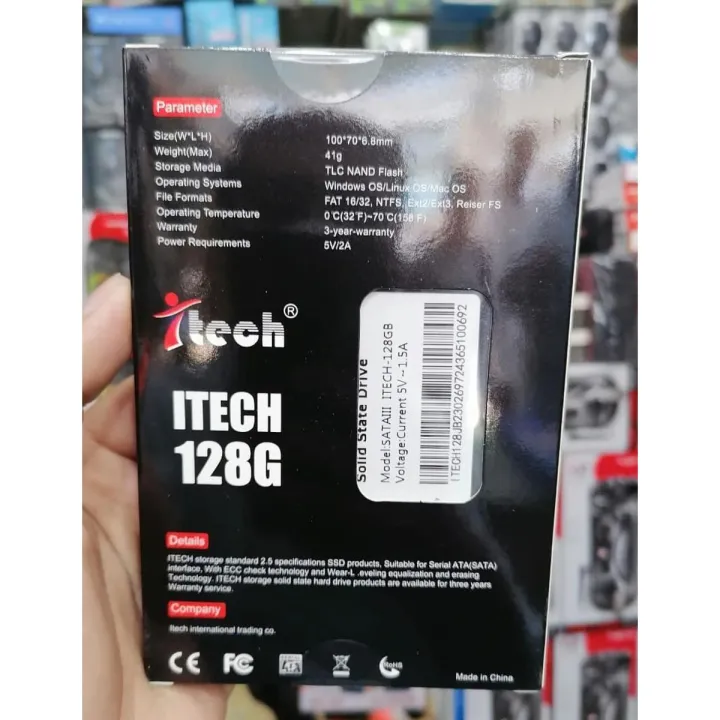 Parameter
Size(W*L*H) 100*70*6.8mm
Weight(Max) 41g
Storage Media TLC NAND Flash
Operating Systems Windows OS/Linux OS/Mac OS
File Formats FAT 16/32, NTFS, Ext2/Ext3, Reiser FS
Operating Temperature 0℃(32℉)~70℃(158℉)
Warranty 3-year-warranty
Power Requirements 5V/2A
itech®
ITECH
128G
Solid State Drive
Model:SATAIII ITECH-128GB
Voltage:Current 5V⎓1.5A
ITECH128JB230269724365100692
Details
ITECH storage standard 2.5 specifications SSD products, Suitable for Serial ATA(SATA)
interface, With ECC check technology and Wear-L .eveling equalization and erasing
Technology. ITECH storage solid state hard drive products are available for three years
Warranty service.
Company
Itech international trading co.
CE FC RoHS
Made in China